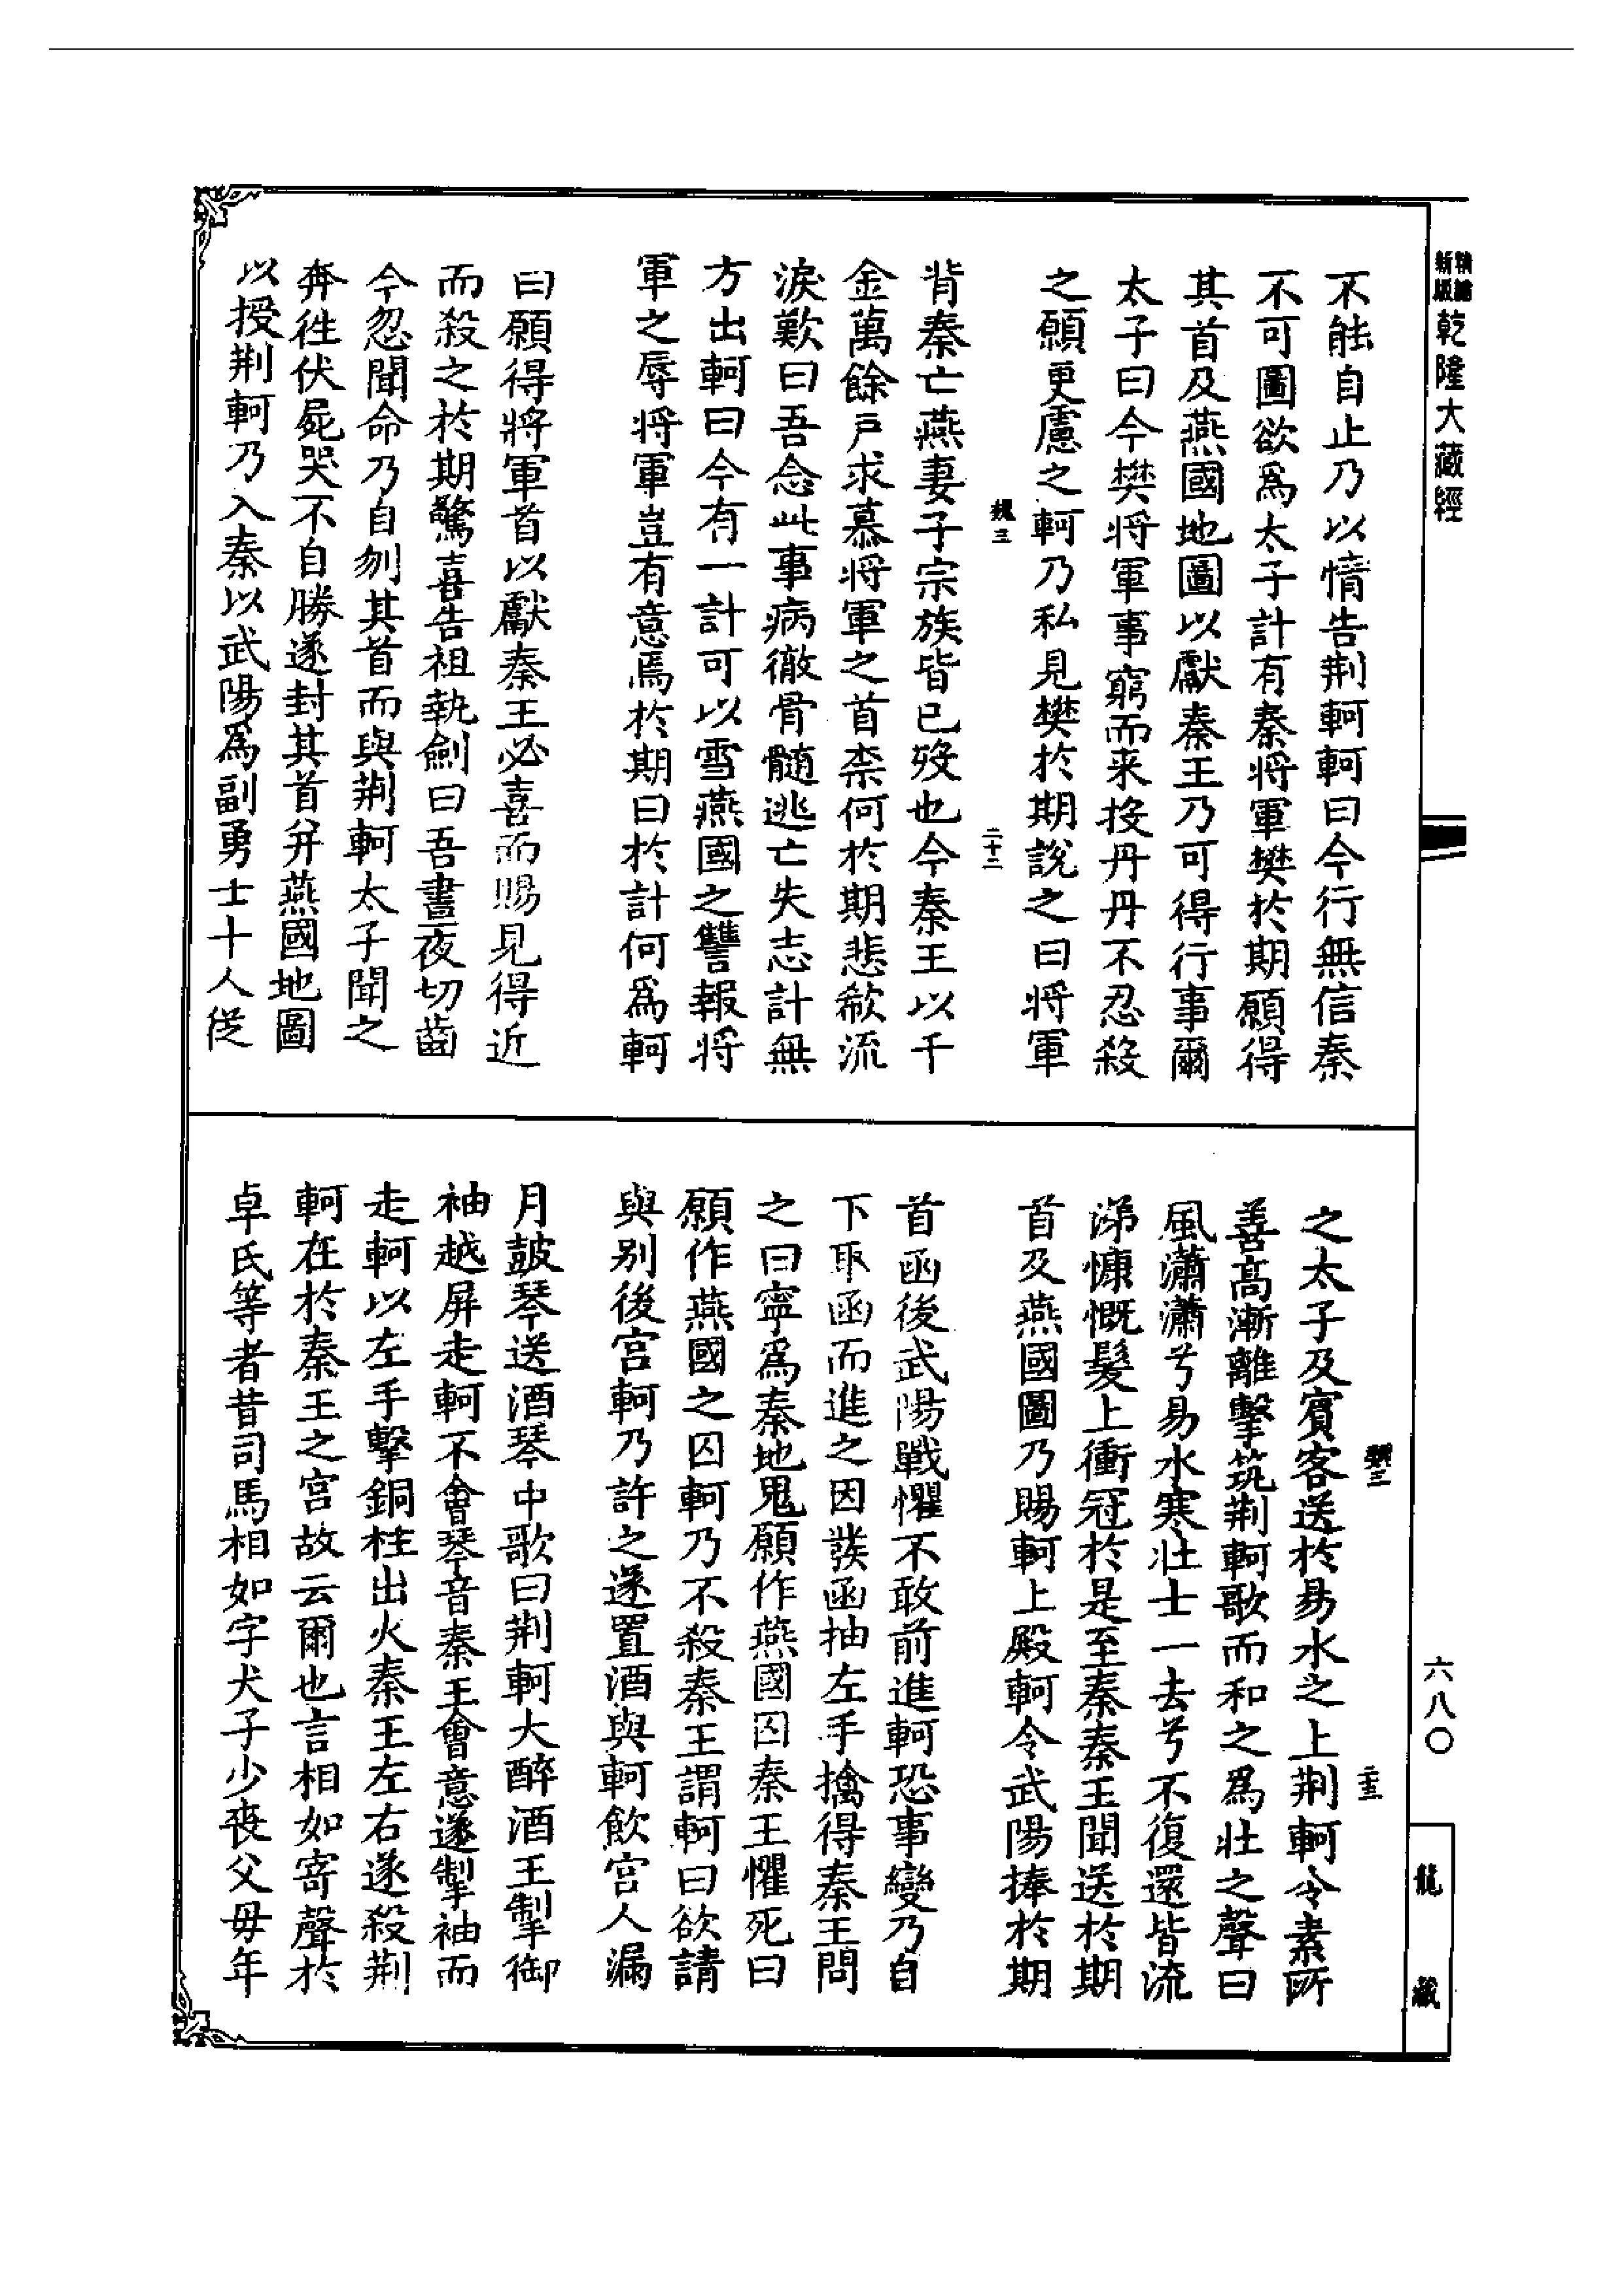 新版精繪乾隆大藏經
不能自止乃以情告荆軻軻曰今行無信秦
不可圖欲爲太子計有秦將軍樊於期願得
其首及燕國地圖以獻秦王乃可得行事爾
太子曰今樊將軍事窮而来投丹丹不忍殺
之願更慮之軻乃私見樊於期說之曰將軍
魏三
二十二
背秦亡燕妻子宗族皆已歿也今秦王以千
金萬餘戶求慕將軍之首柰何於期悲欷流
淚歎曰吾念此事病徹骨髓逃亡失志計無
方出軻曰今有一計可以雪燕國之讐報將
軍之辱將軍豈有意焉於期曰於計何爲軻
曰願得將軍首以獻秦王必喜而賜見得近
而殺之於期驚喜告祖執劍曰吾晝夜切齒
今忽聞命乃自刎其首而與荆軻太子聞之
奔往伏屍哭不自勝遂封其首并燕國地圖
以授荆軻乃入秦以武陽爲副勇士十人從
魏三
二十三
六八〇
龍藏
之太子及賓客送於易水之上荆軻令素所
善高漸離擊筑荆軻歌而和之爲壯之聲曰
風瀟瀟兮易水寒壯士一去兮不復還皆流
涕慷慨髮上衝冠於是至秦秦王聞送於期
首及燕國圖乃賜軻上殿軻令武陽捧於期
首函後武陽戰懼不敢前進軻恐事變乃自
下取函而進之因發函抽左手擒得秦王問
之曰寧爲秦地鬼願作燕國囚秦王懼死曰
願作燕國之囚軻乃不殺秦王謂軻曰欲請
與別後宮軻乃許之遂置酒與軻飲宮人漏
月鼓琴送酒琴中歌曰荆軻大醉酒王掣御
袖越屏走軻不會琴音秦王會意遂掣袖而
走軻以左手擊銅柱出火秦王左右遂殺荆
軻在於秦王之宮故云爾也言相如寄聲於
卓氏等者昔司馬相如字犬子少喪父母年